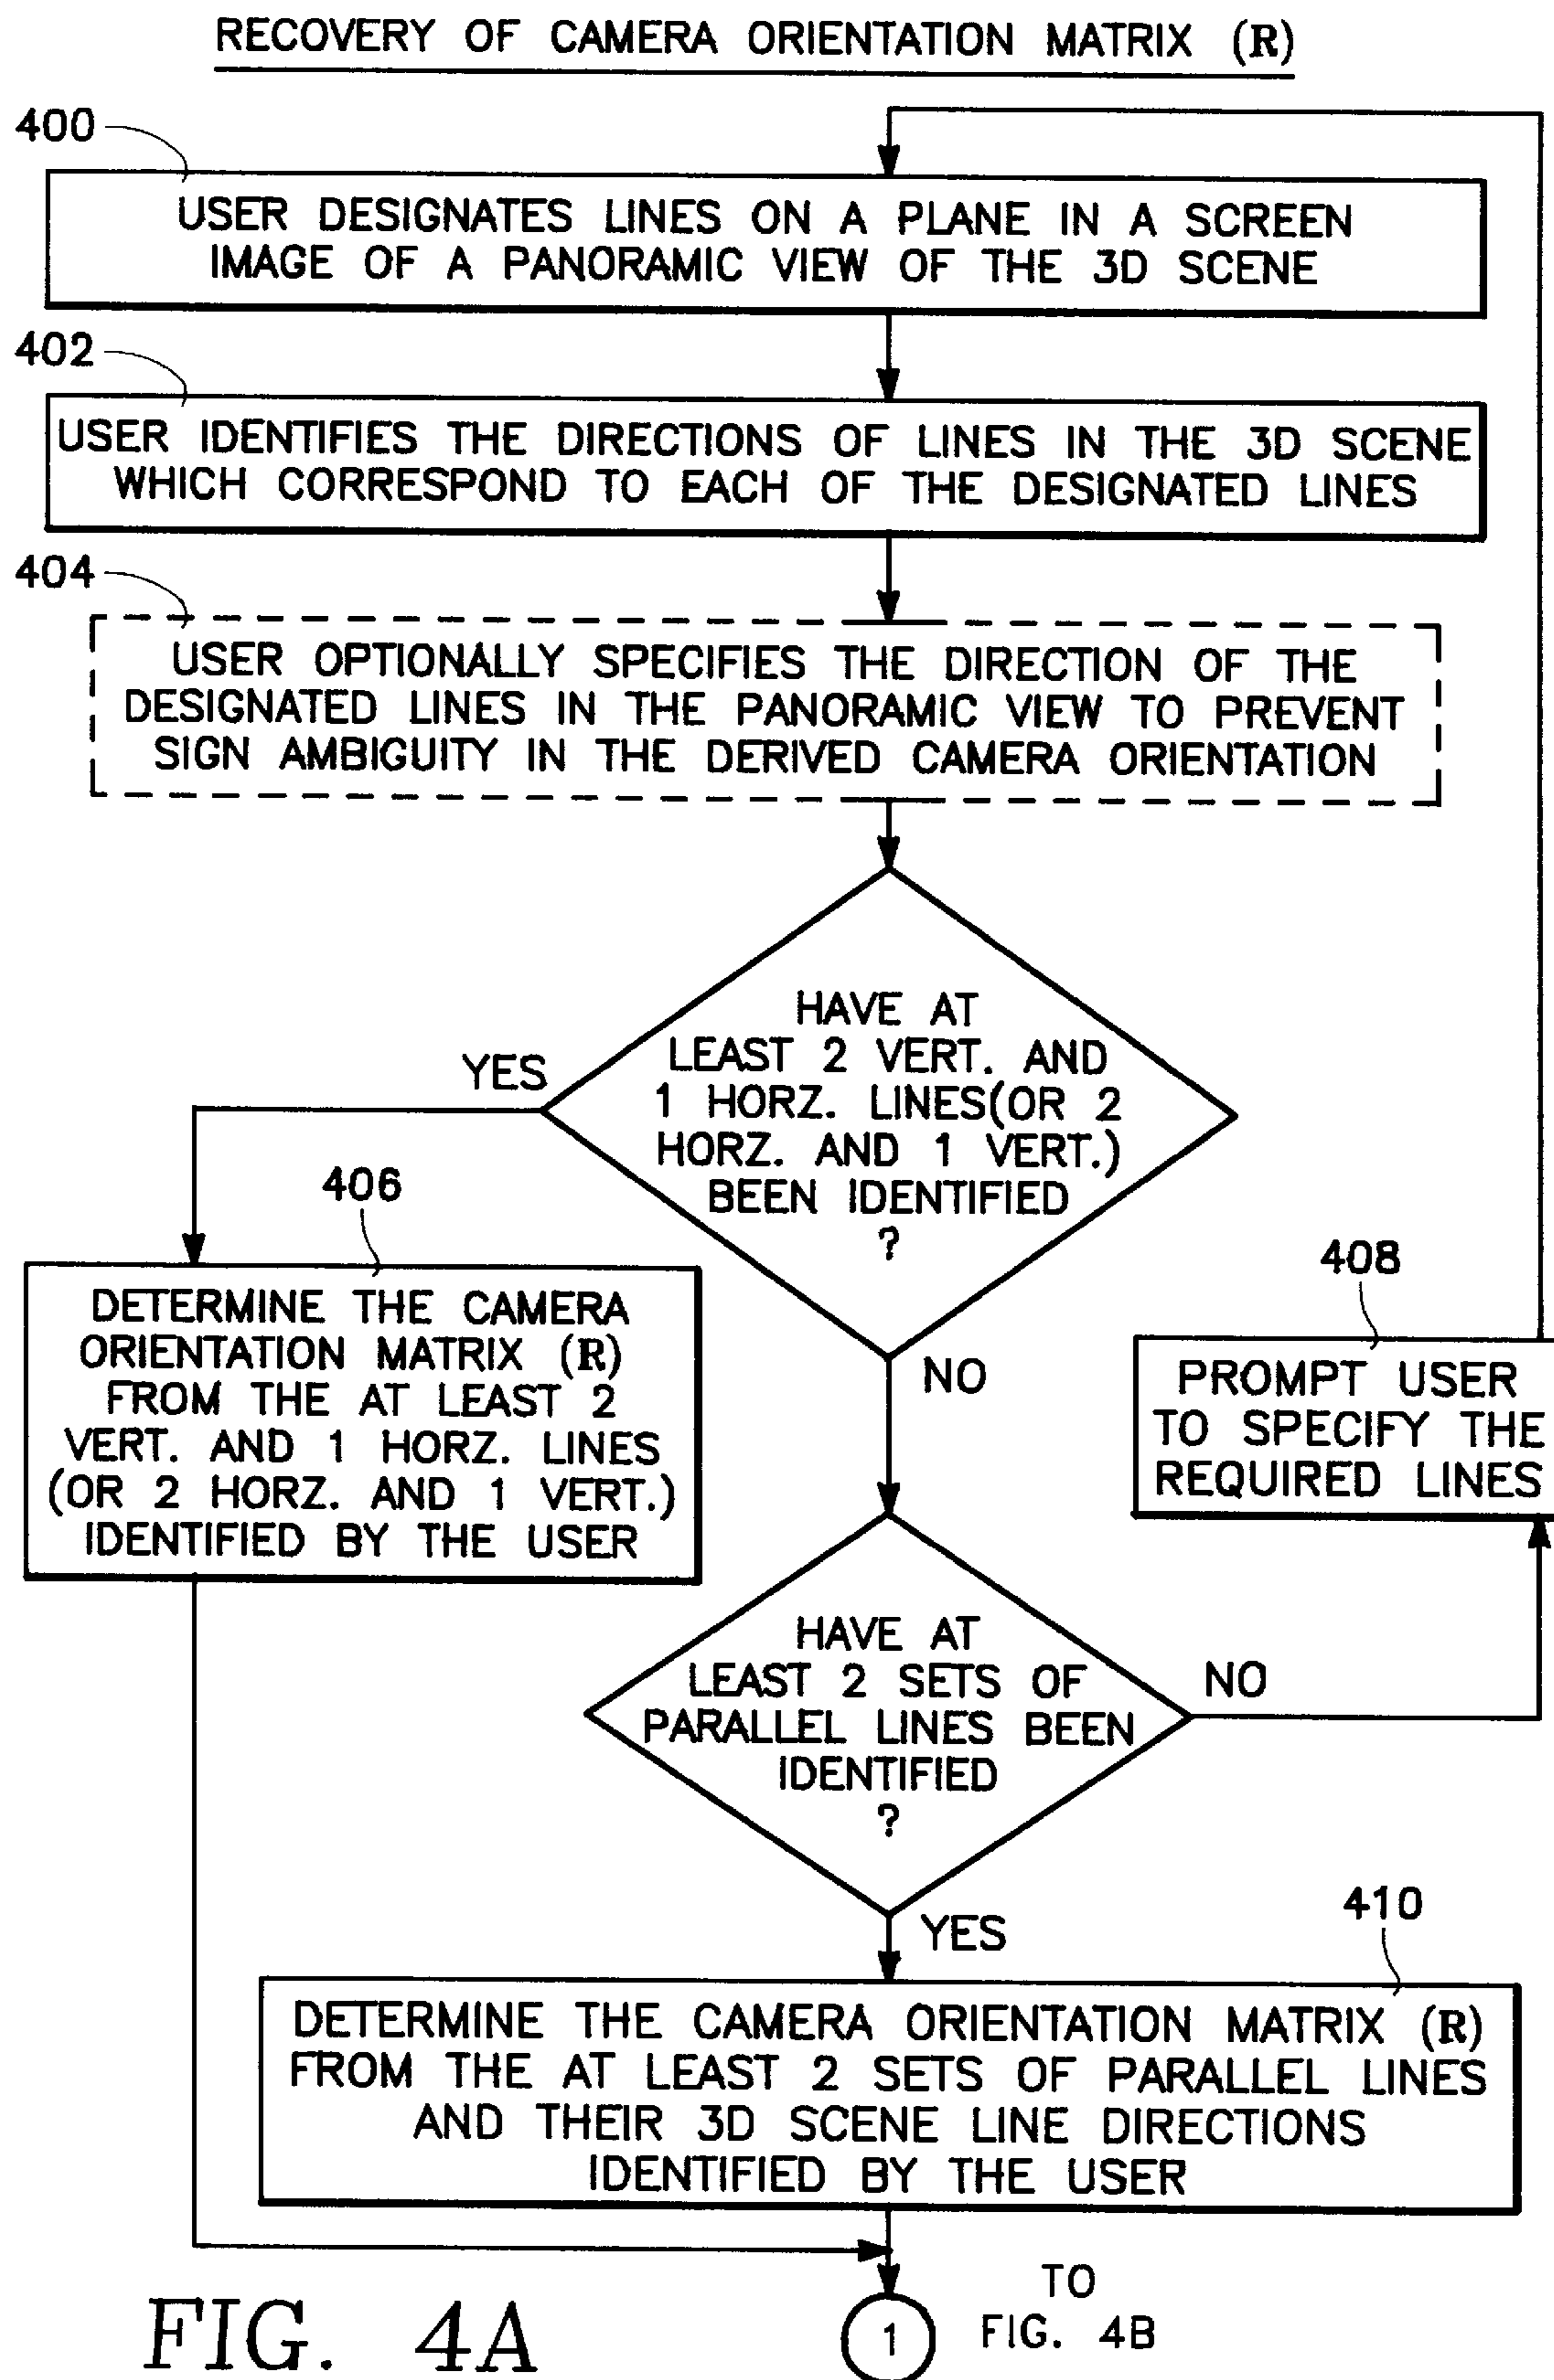 RECOVERY OF CAMERA ORIENTATION MATRIX (R)
400
USER DESIGNATES LINES ON A PLANE IN A SCREEN
IMAGE OF A PANORAMIC VIEW OF THE 3D SCENE
402
USER IDENTIFIES THE DIRECTIONS OF LINES IN THE 3D SCENE
WHICH CORRESPOND TO EACH OF THE DESIGNATED LINES
404
USER OPTIONALLY SPECIFIES THE DIRECTION OF THE
DESIGNATED LINES IN THE PANORAMIC VIEW TO PREVENT
SIGN AMBIGUITY IN THE DERIVED CAMERA ORIENTATION
HAVE AT
LEAST 2 VERT. AND
1 HORZ. LINES(OR 2
HORZ. AND 1 VERT.)
BEEN IDENTIFIED
?
YES
NO
406
DETERMINE THE CAMERA
ORIENTATION MATRIX (R)
FROM THE AT LEAST 2
VERT. AND 1 HORZ. LINES
(OR 2 HORZ. AND 1 VERT.)
IDENTIFIED BY THE USER
408
PROMPT USER
TO SPECIFY THE
REQUIRED LINES
HAVE AT
LEAST 2 SETS OF
PARALLEL LINES BEEN
IDENTIFIED
?
NO
YES
410
DETERMINE THE CAMERA ORIENTATION MATRIX (R)
FROM THE AT LEAST 2 SETS OF PARALLEL LINES
AND THEIR 3D SCENE LINE DIRECTIONS
IDENTIFIED BY THE USER
1
TO
FIG. 4B
FIG. 4A